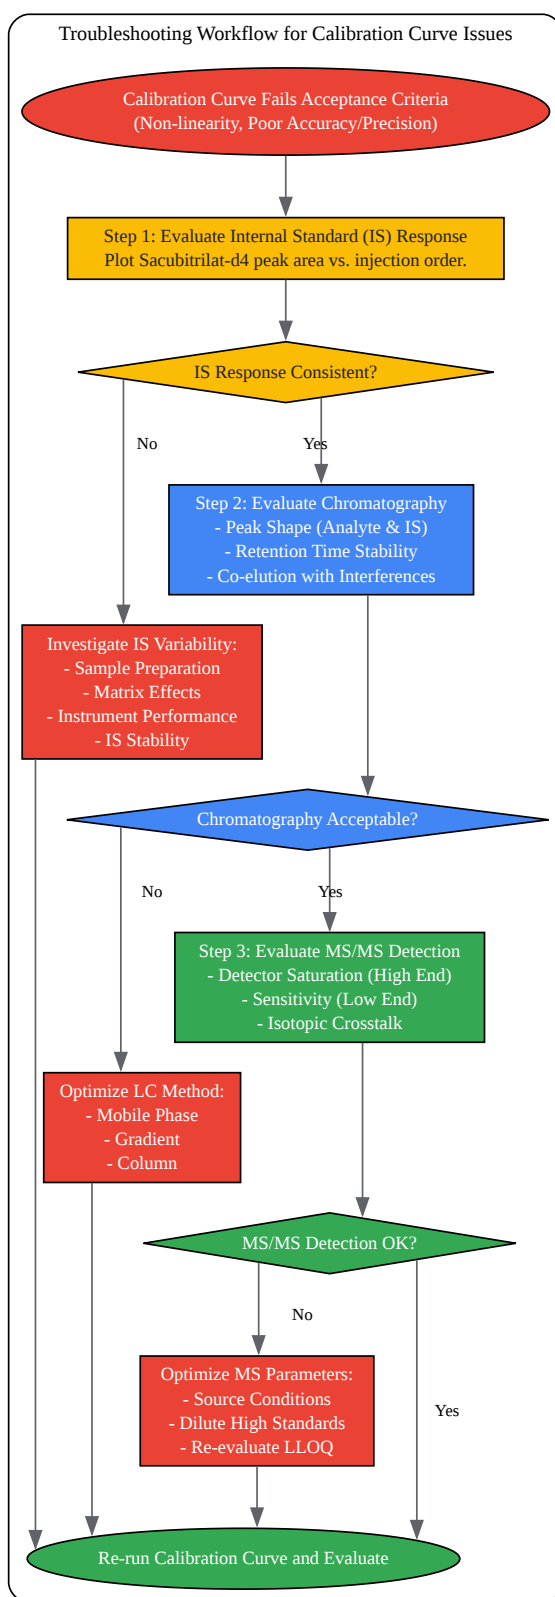 Troubleshooting Workflow for Calibration Curve Issues
Calibration Curve Fails Acceptance Criteria
(Non-linearity, Poor Accuracy/Precision)
Step 1: Evaluate Internal Standard (IS) Response
Plot Sacubitrilat-d4 peak area vs. injection order.
IS Response Consistent?
No
Yes
Step 2: Evaluate Chromatography
- Peak Shape (Analyte & IS)
- Retention Time Stability
- Co-elution with Interferences
Investigate IS Variability:
- Sample Preparation
- Matrix Effects
- Instrument Performance
- IS Stability
Chromatography Acceptable?
No
Yes
Step 3: Evaluate MS/MS Detection
- Detector Saturation (High End)
- Sensitivity (Low End)
- Isotopic Crosstalk
Optimize LC Method:
- Mobile Phase
- Gradient
- Column
MS/MS Detection OK?
No
Optimize MS Parameters:
- Source Conditions
- Dilute High Standards
- Re-evaluate LLOQ
Yes
Re-run Calibration Curve and Evaluate